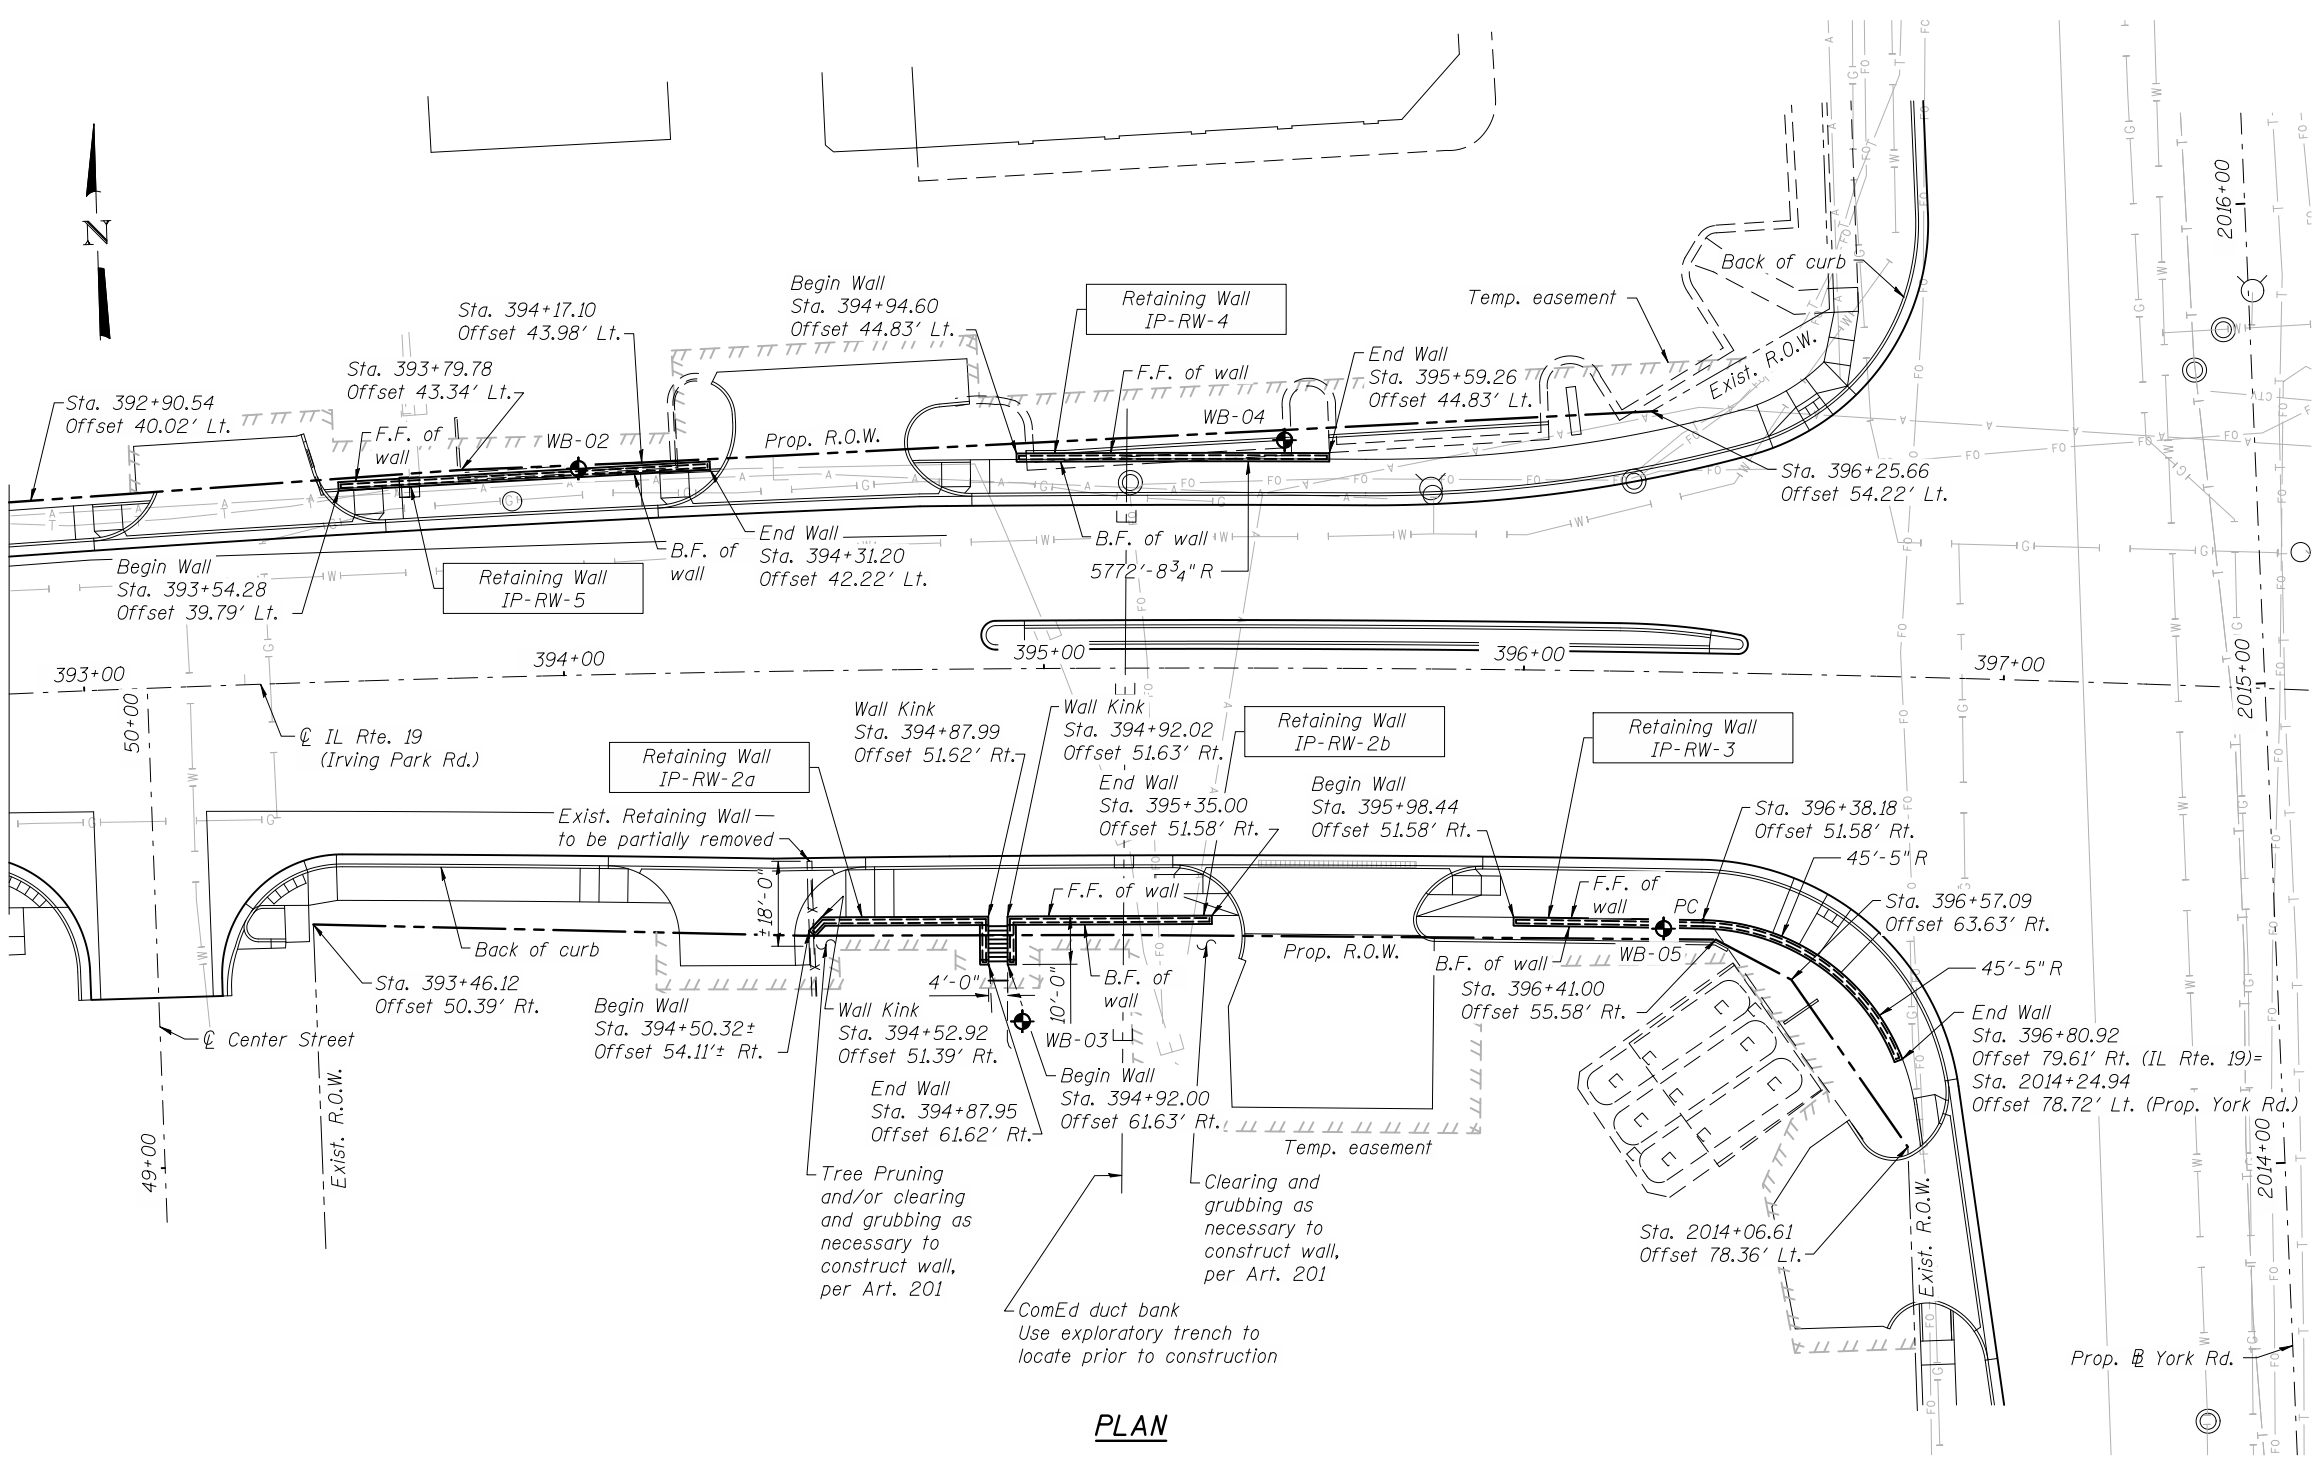 N
Back of curb
2016+00
Begin Wall
Sta. 394+94.60
Offset 44.83' Lt.
Retaining Wall
IP-RW-4
Temp. easement
Sta. 394+17.10
Offset 43.98' Lt.
Exist. R.O.W.
End Wall
Sta. 395+59.26
Offset 44.83' Lt.
Sta. 393+79.78
Offset 43.34' Lt.
F.F. of wall
Sta. 392+90.54
Offset 40.02' Lt.
F.F. of
wall
WB-02
Prop. R.O.W.
WB-04
Sta. 396+25.66
Offset 54.22' Lt.
End Wall
Sta. 394+31.20
Offset 42.22' Lt.
B.F. of
wall
B.F. of wall
5772'-8¾" R
Begin Wall
Sta. 393+54.28
Offset 39.79' Lt.
Retaining Wall
IP-RW-5
393+00
394+00
395+00
396+00
397+00
2015+00
50+00
℄ IL Rte. 19
(Irving Park Rd.)
Wall Kink
Sta. 394+87.99
Offset 51.62' Rt.
Wall Kink
Sta. 394+92.02
Offset 51.63' Rt.
Retaining Wall
IP-RW-2b
Retaining Wall
IP-RW-3
Retaining Wall
IP-RW-2a
End Wall
Sta. 395+35.00
Offset 51.58' Rt.
Begin Wall
Sta. 395+98.44
Offset 51.58' Rt.
Sta. 396+38.18
Offset 51.58' Rt.
Exist. Retaining Wall
to be partially removed
45'-5" R
±18'-0"
F.F. of wall
F.F. of
wall
PC
Sta. 396+57.09
Offset 63.63' Rt.
Back of curb
Prop. R.O.W.
B.F. of wall
WB-05
45'-5" R
Sta. 393+46.12
Offset 50.39' Rt.
4'-0"
10'-0"
B.F. of
wall
Sta. 396+41.00
Offset 55.58' Rt.
Begin Wall
Sta. 394+50.32±
Offset 54.11'± Rt.
Wall Kink
Sta. 394+52.92
Offset 51.39' Rt.
WB-03
End Wall
Sta. 396+80.92
Offset 79.61' Rt. (IL Rte. 19)=
Sta. 2014+24.94
Offset 78.72' Lt. (Prop. York Rd.)
℄ Center Street
Exist. R.O.W.
49+00
End Wall
Sta. 394+87.95
Offset 61.62' Rt.
Begin Wall
Sta. 394+92.00
Offset 61.63' Rt.
Temp. easement
2014+00
Tree Pruning
and/or clearing
and grubbing as
necessary to
construct wall,
per Art. 201
Clearing and
grubbing as
necessary to
construct wall,
per Art. 201
Sta. 2014+06.61
Offset 78.36' Lt.
Exist. R.O.W.
ComEd duct bank
Use exploratory trench to
locate prior to construction
Prop. ⅊ York Rd.
PLAN